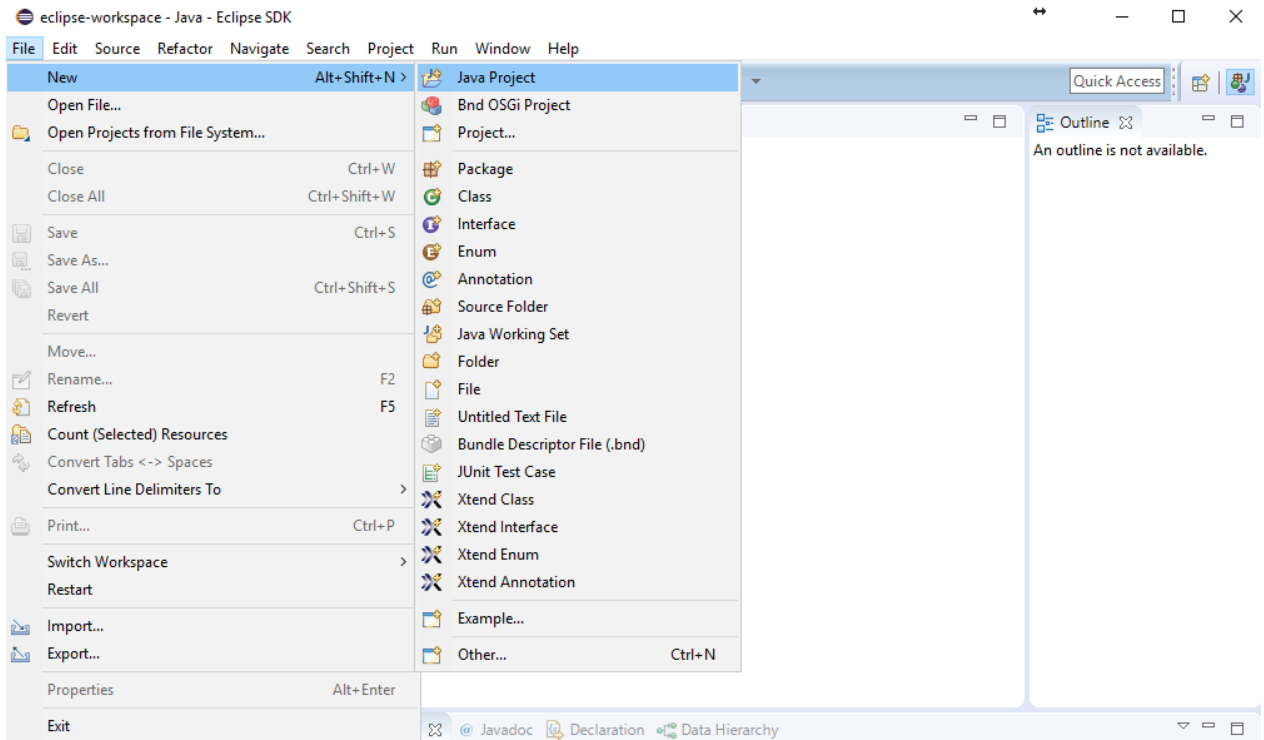 eclipse-workspace - Java - Eclipse SDK
File Edit Source Refactor Navigate Search Project Run Window Help
Quick Access
New Alt+Shift+N >
Open File...
Open Projects from File System...
Close Ctrl+W
Close All Ctrl+Shift+W
Save Ctrl+S
Save As...
Save All Ctrl+Shift+S
Revert
Move...
Rename... F2
Refresh F5
Count (Selected) Resources
Convert Tabs <-> Spaces
Convert Line Delimiters To >
Print... Ctrl+P
Switch Workspace >
Restart
Import...
Export...
Properties Alt+Enter
Exit
Java Project
Bnd OSGi Project
Project...
Package
Class
Interface
Enum
Annotation
Source Folder
Java Working Set
Folder
File
Untitled Text File
Bundle Descriptor File (.bnd)
JUnit Test Case
Xtend Class
Xtend Interface
Xtend Enum
Xtend Annotation
Example...
Other... Ctrl+N
Outline
An outline is not available.
@ Javadoc Declaration Data Hierarchy